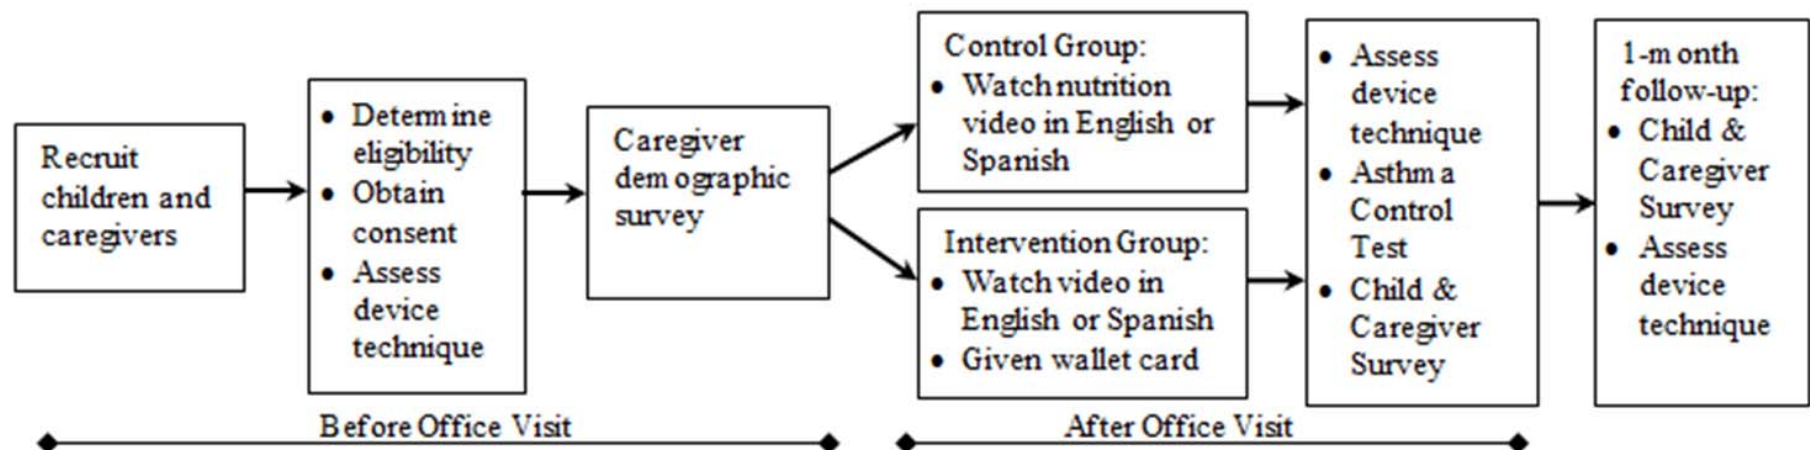 Recruit
children and
caregivers
• Determine
eligibility
• Obtain
consent
• Assess
device
technique
Caregiver
demographic
survey
Control Group:
• Watch nutrition
video in English or
Spanish
Intervention Group:
• Watch video in
English or Spanish
• Given wallet card
• Assess
device
technique
• Asthma
Control
Test
• Child &
Caregiver
Survey
1-month
follow-up:
• Child &
Caregiver
Survey
• Assess
device
technique
Before Office Visit
After Office Visit